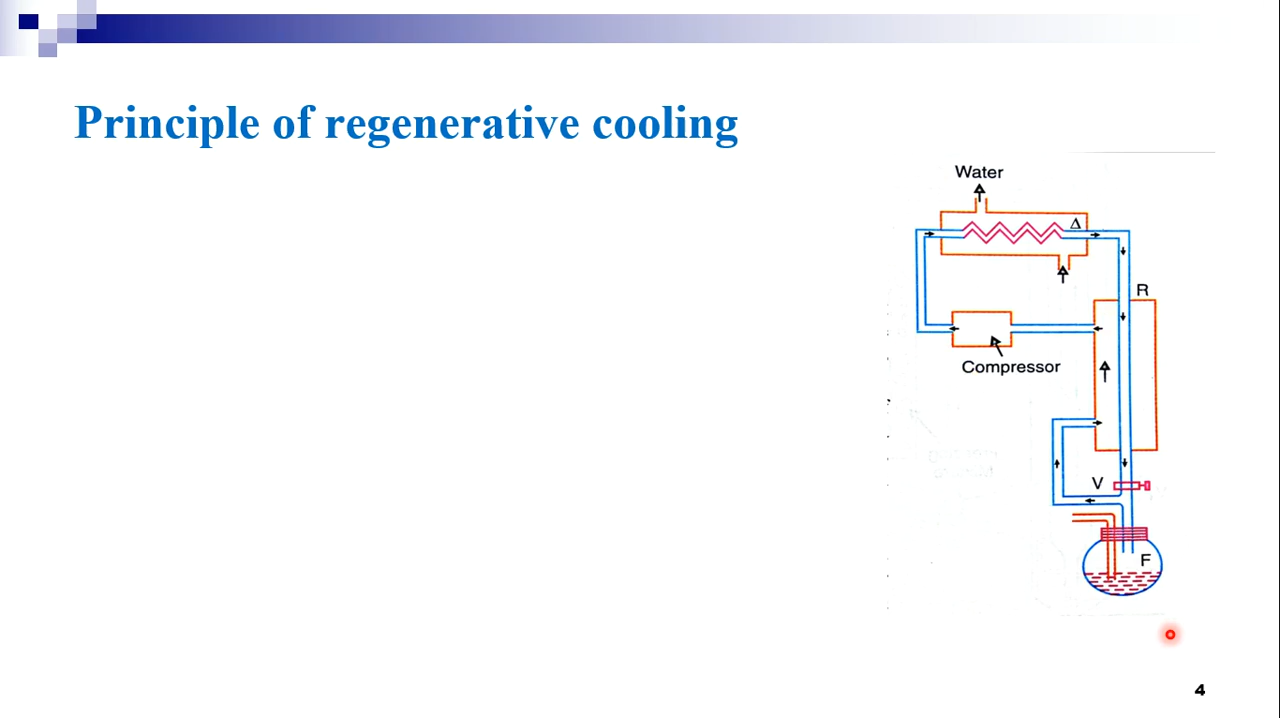 Principle of regenerative cooling
Water
Δ
R
Compressor
V
F
4